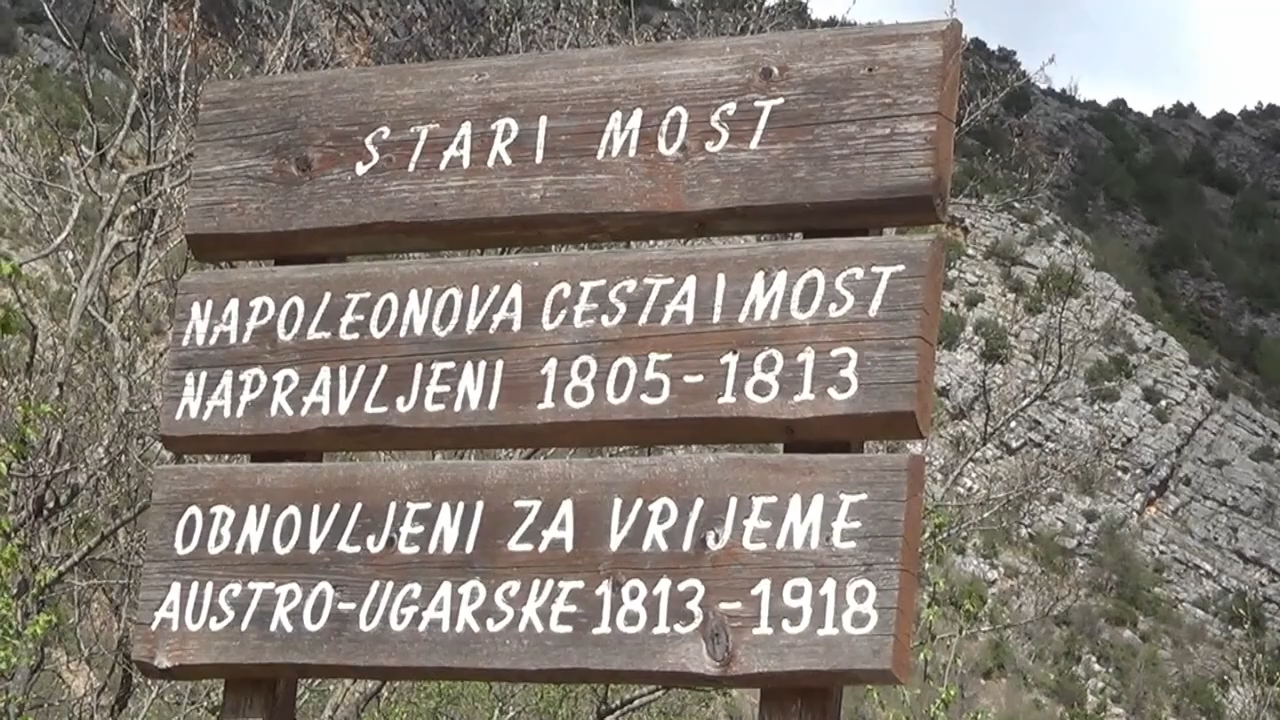 STARI MOST
NAPOLEONOVA CESTA I MOST
NAPRAVLJENI 1805-1813
OBNOVLJENI ZA VRIJEME
AUSTRO-UGARSKE 1813-1918